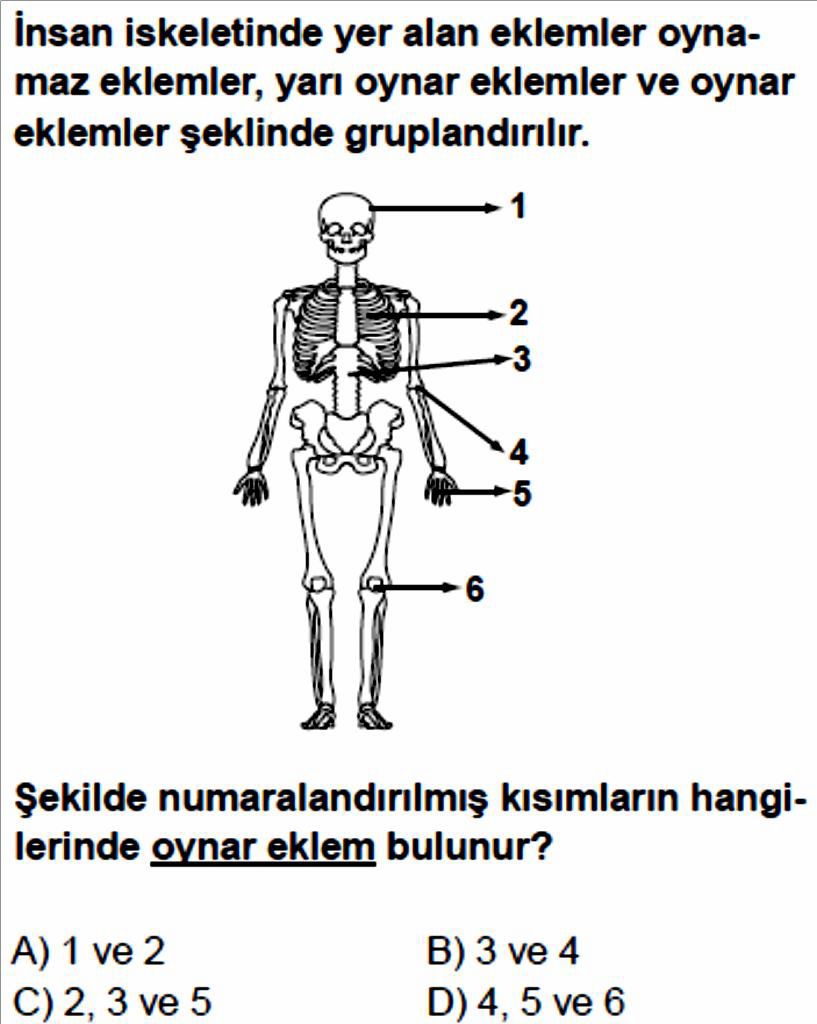 İnsan iskeletinde yer alan eklemler oyna-
maz eklemler, yarı oynar eklemler ve oynar
eklemler şeklinde gruplandırılır.
1
2
3
4
5
6
Şekilde numaralandırılmış kısımların hangi-
lerinde oynar eklem bulunur?
A) 1 ve 2
B) 3 ve 4
C) 2, 3 ve 5
D) 4, 5 ve 6